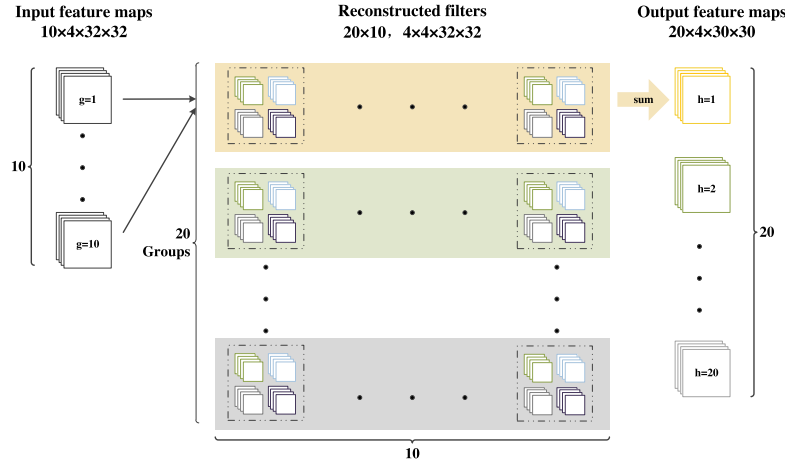 Input feature maps
10×4×32×32
Reconstructed filters
20×10, 4×4×32×32
Output feature maps
20×4×30×30
g=1
sum
h=1
10
h=2
g=10
20
Groups
20
h=20
10